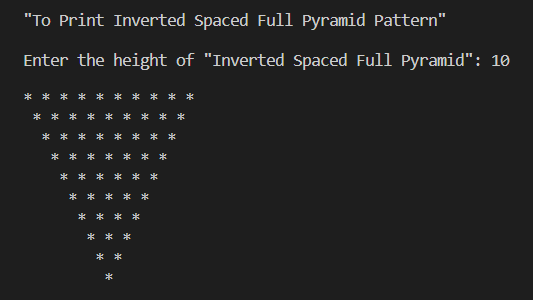 "To Print Inverted Spaced Full Pyramid Pattern"
Enter the height of "Inverted Spaced Full Pyramid": 10
* * * * * * * * * *
 * * * * * * * * *
  * * * * * * * *
   * * * * * * *
    * * * * * *
     * * * * *
      * * * *
       * * *
        * *
         *